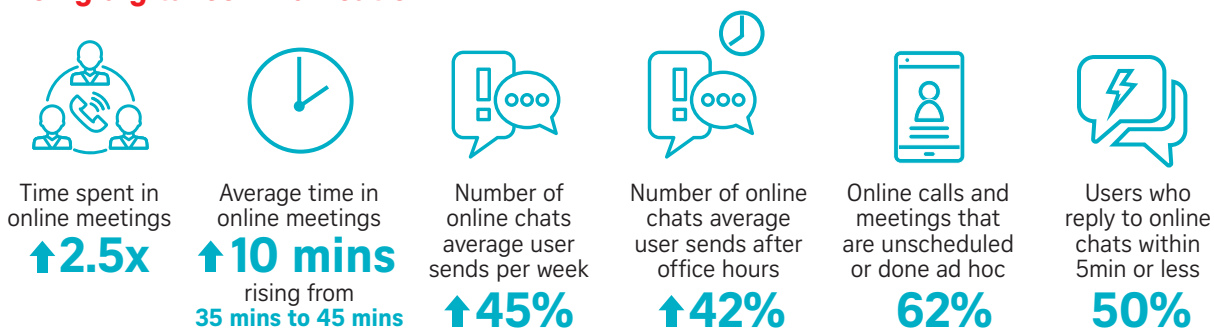 Time spent in
online meetings
↑2.5x
Average time in
online meetings
↑10 mins
rising from
35 mins to 45 mins
Number of
online chats
average user
sends per week
↑45%
Number of online
chats average
user sends after
office hours
↑42%
Online calls and
meetings that
are unscheduled
or done ad hoc
62%
Users who
reply to online
chats within
5min or less
50%